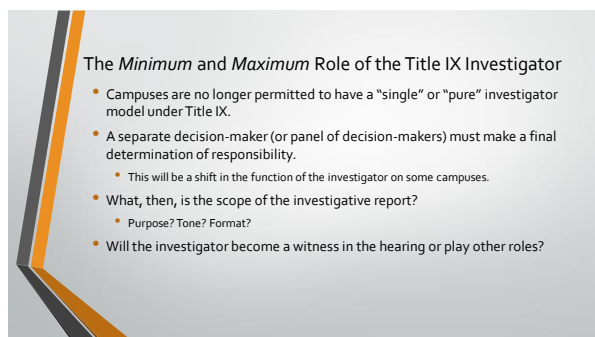 The Minimum and Maximum Role of the Title IX Investigator
• Campuses are no longer permitted to have a "single" or "pure" investigator
model under Title IX.
• A separate decision-maker (or panel of decision-makers) must make a final
determination of responsibility.
• This will be a shift in the function of the investigator on some campuses.
• What, then, is the scope of the investigative report?
• Purpose? Tone? Format?
• Will the investigator become a witness in the hearing or play other roles?